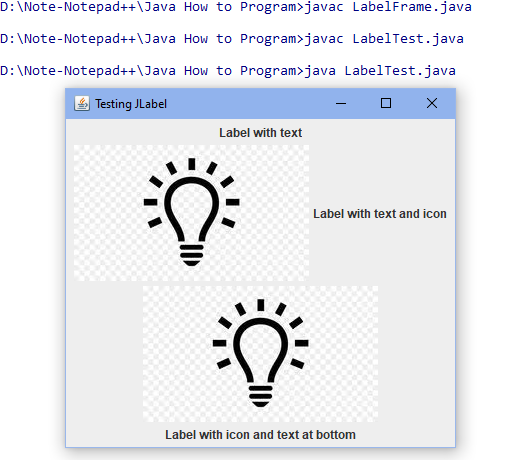 D:\Note-Notepad++\Java How to Program>javac LabelFrame.java
D:\Note-Notepad++\Java How to Program>javac LabelTest.java
D:\Note-Notepad++\Java How to Program>java LabelTest.java
Testing JLabel
Label with text
Label with text and icon
Label with icon and text at bottom